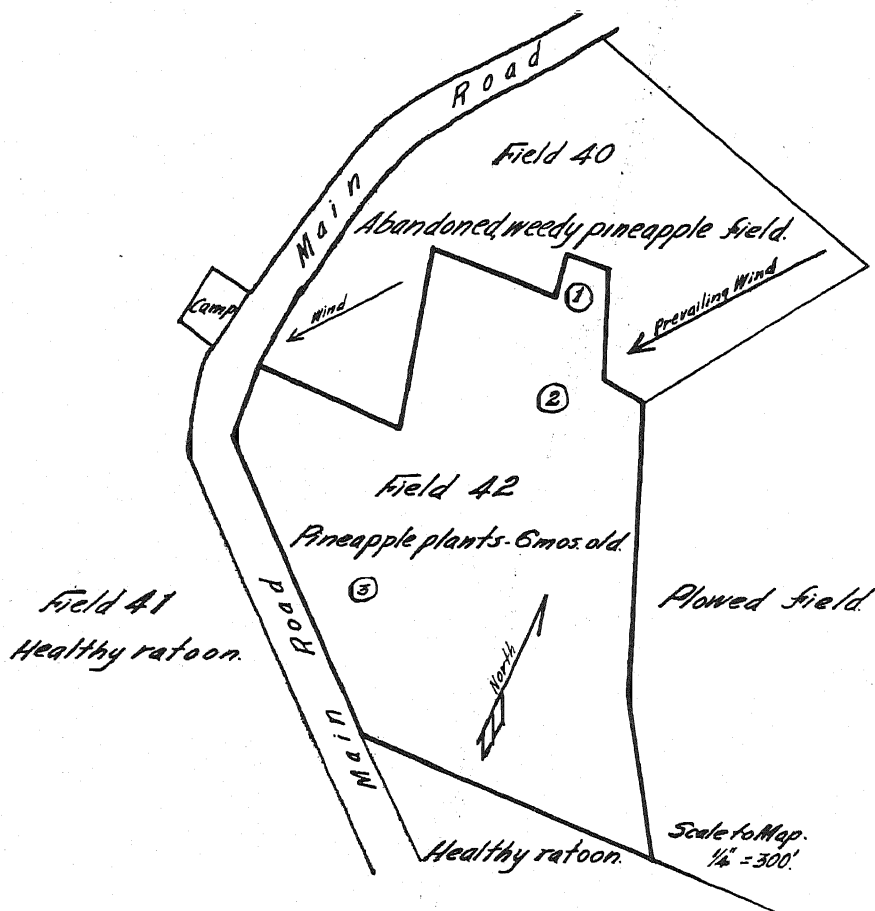 Main Road
Field 40
Abandoned, weedy pineapple field.
Camp
Wind
Prevailing Wind
1
2
Field 42
Pineapple plants - 6 mos. old.
3
Field 41
Healthy ratoon.
Main Road
Plowed field.
North
Healthy ratoon.
Scale to Map.
1/4" = 300'.